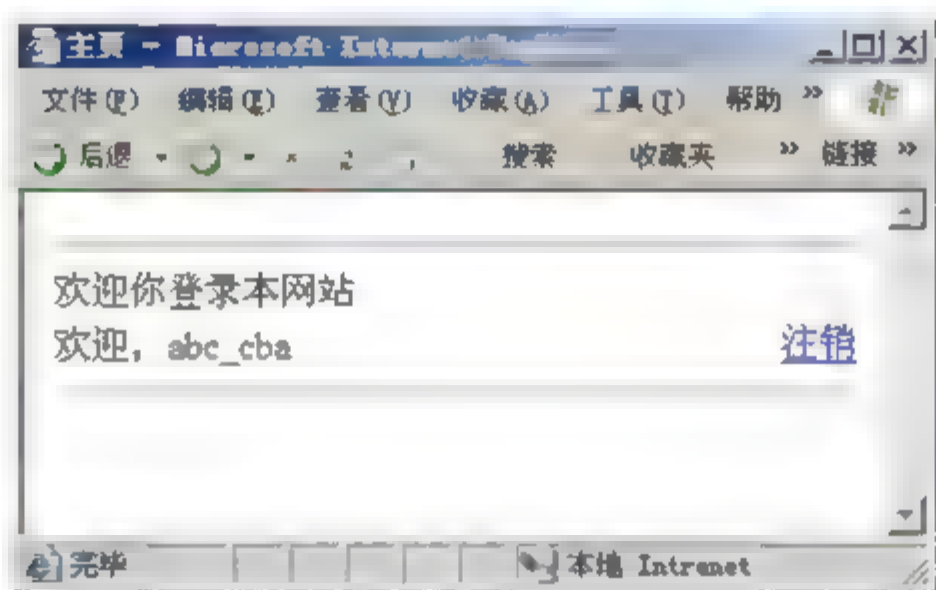 主页 - Microsoft Internet
文件(F) 编辑(E) 查看(V) 收藏(A) 工具(T) 帮助 »
后退 搜索 收藏夹 » 链接 »
欢迎你登录本网站
欢迎，abc_cba 注销
完毕 本地 Intranet